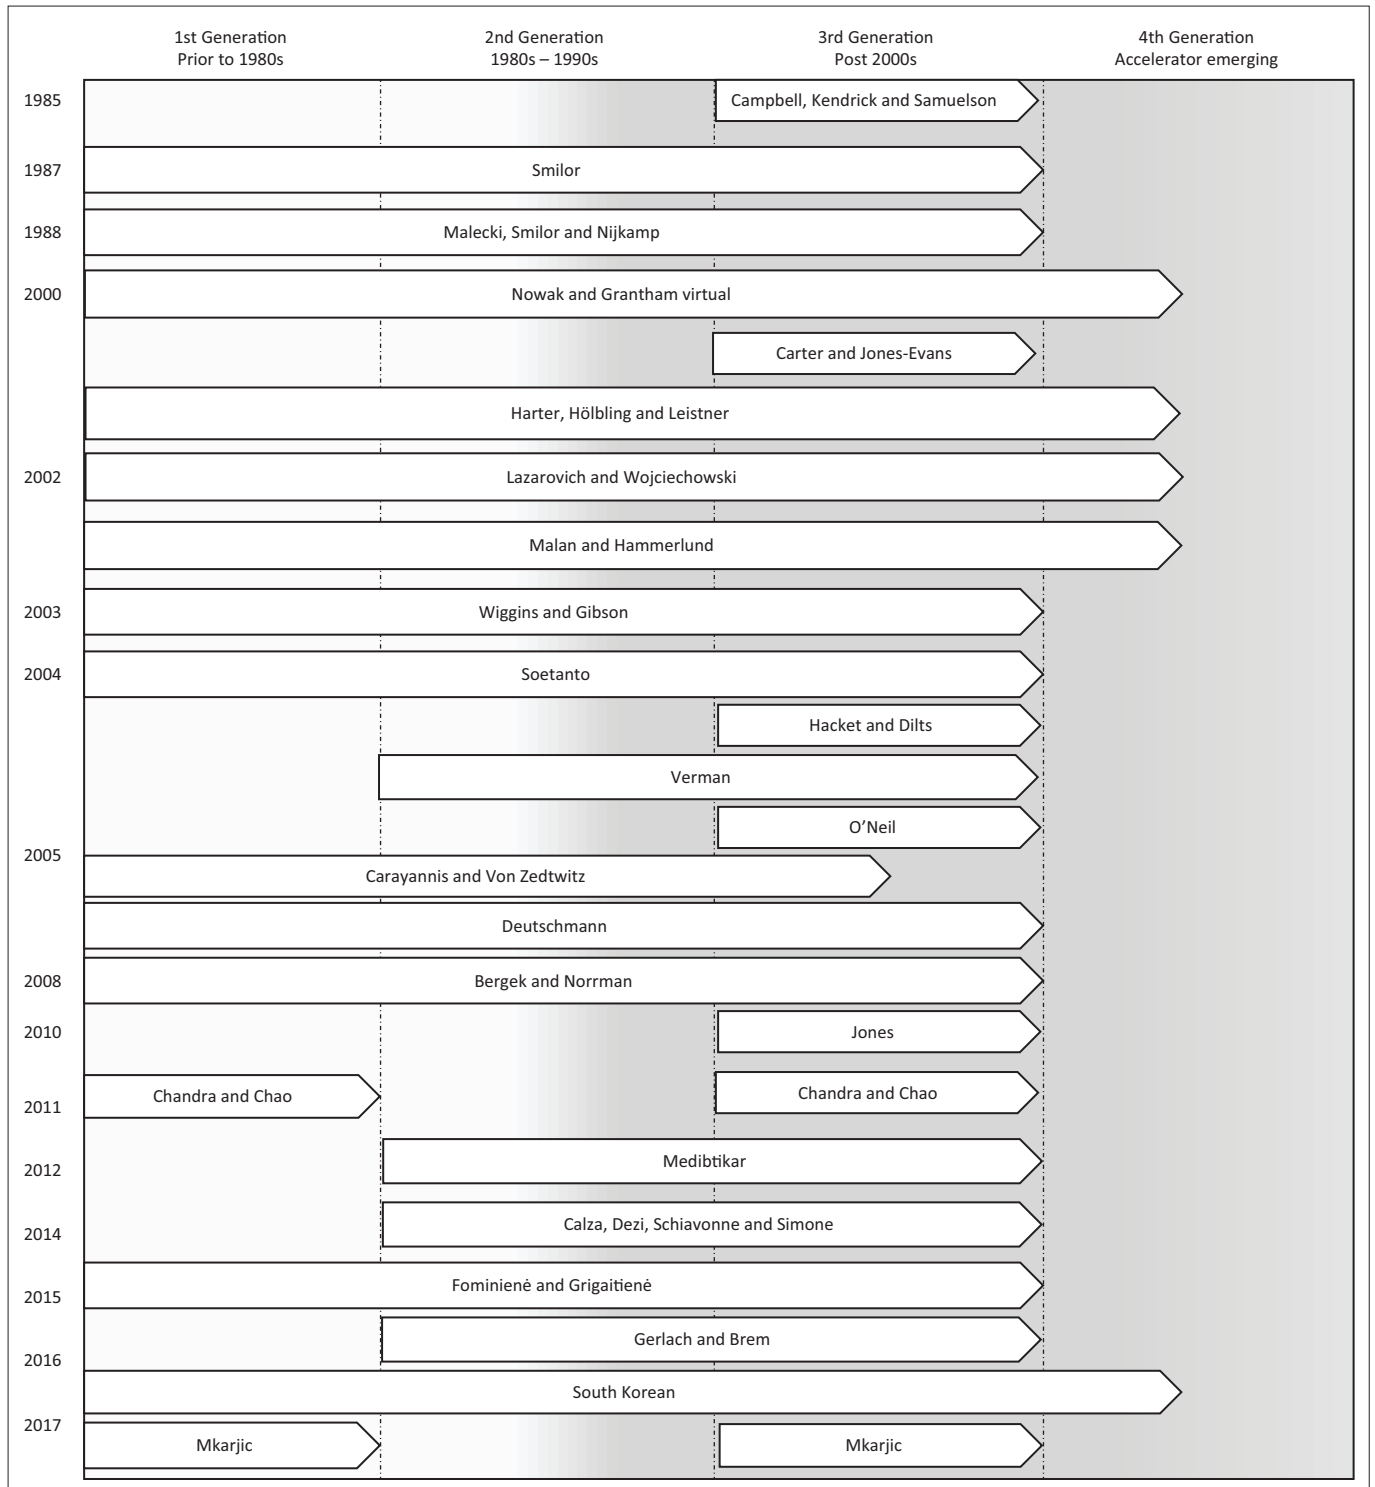 1st Generation
Prior to 1980s
2nd Generation
1980s – 1990s
3rd Generation
Post 2000s
4th Generation
Accelerator emerging
1985
Campbell, Kendrick and Samuelson
1987
Smilor
1988
Malecki, Smilor and Nijkamp
2000
Nowak and Grantham virtual
Carter and Jones-Evans
Harter, Hölbling and Leistner
2002
Lazarovich and Wojciechowski
Malan and Hammerlund
2003
Wiggins and Gibson
2004
Soetanto
Hacket and Dilts
Verman
O’Neil
2005
Carayannis and Von Zedtwitz
Deutschmann
2008
Bergek and Norrman
2010
Jones
Chandra and Chao
Chandra and Chao
2011
Medibtikar
2012
Calza, Dezi, Schiavonne and Simone
2014
Fominienė and Grigaitienė
2015
Gerlach and Brem
2016
South Korean
2017
Mkarjic
Mkarjic